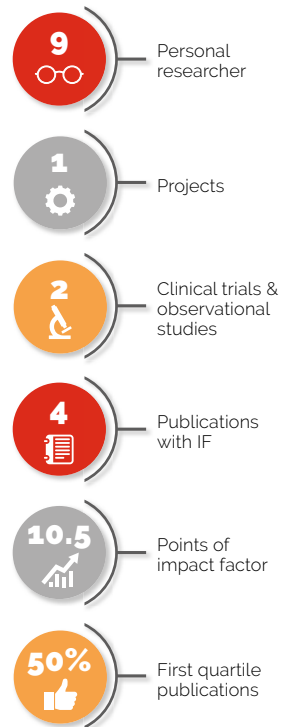 9
Personal
researcher
1
Projects
2
Clinical trials &
observational
studies
4
Publications
with IF
10.5
Points of
impact factor
50%
First quartile
publications